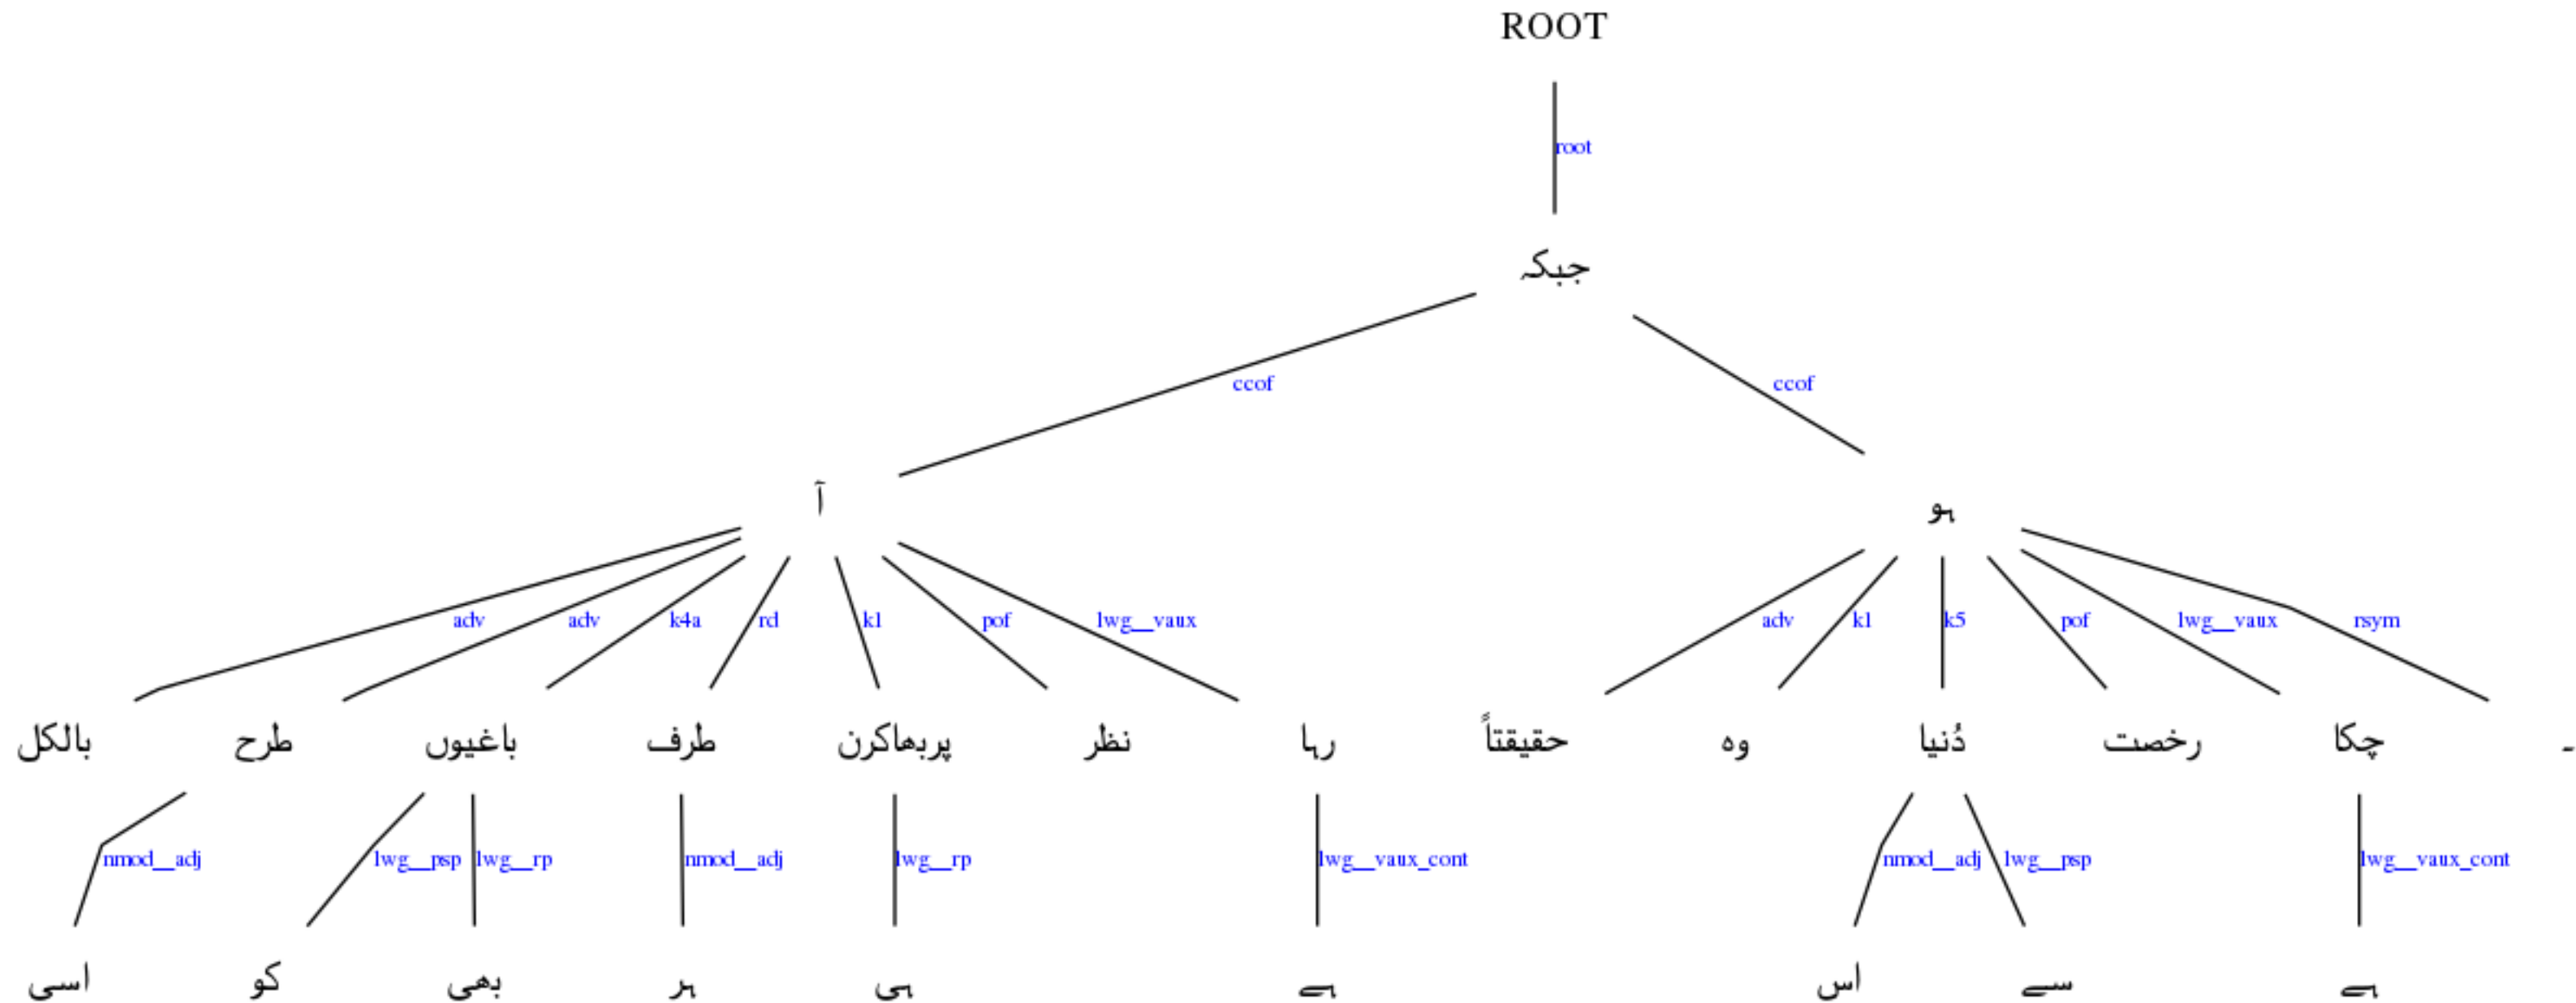 ROOT
root
جبکہ
ccof ccof
آ ہو
adv adv k4a rd k1 pof lwg__vaux adv k1 k5 pof lwg__vaux rsym
بالکل طرح باغیوں طرف پربھاکرن نظر رہا حقیقتاً وہ دُنیا رخصت چکا ۔
nmod__adj lwg__psp lwg__rp nmod__adj lwg__rp lwg__vaux_cont nmod__adj lwg__psp lwg__vaux_cont
اسی کو بھی ہر ہی ہے اس سے ہے